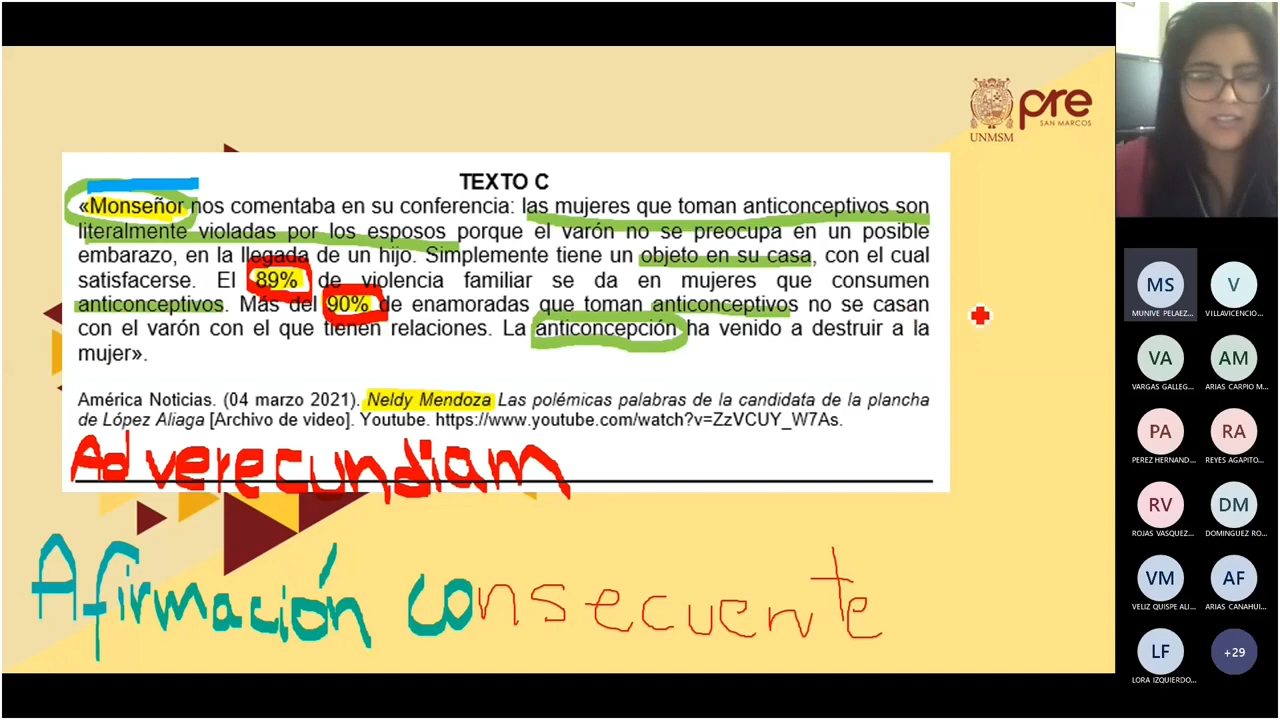 UNMSM
pre
SAN MARCOS
TEXTO C
«Monseñor nos comentaba en su conferencia: las mujeres que toman anticonceptivos son
literalmente violadas por los esposos porque el varón no se preocupa en un posible
embarazo, en la llegada de un hijo. Simplemente tiene un objeto en su casa, con el cual
satisfacerse. El 89% de violencia familiar se da en mujeres que consumen
anticonceptivos. Más del 90% de enamoradas que toman anticonceptivos no se casan
con el varón con el que tienen relaciones. La anticoncepción ha venido a destruir a la
mujer».
América Noticias. (04 marzo 2021). Neldy Mendoza Las polémicas palabras de la candidata de la plancha
de López Aliaga [Archivo de video]. Youtube. https://www.youtube.com/watch?v=ZzVCUY_W7As.
Ad verecundiam
Afirmación consecuente
MS V
MUNIVE PELAEZ... VILLAVICENCIO...
VA AM
VARGAS GALLEG... ARIAS CARPIO M...
PA RA
PEREZ HERNAND... REYES AGAPITO...
RV DM
ROJAS VASQUEZ... DOMINGUEZ RO...
VM AF
VELIZ QUISPE ALI... ARIAS CANAHUI...
LF +29
LORA IZQUIERDO...